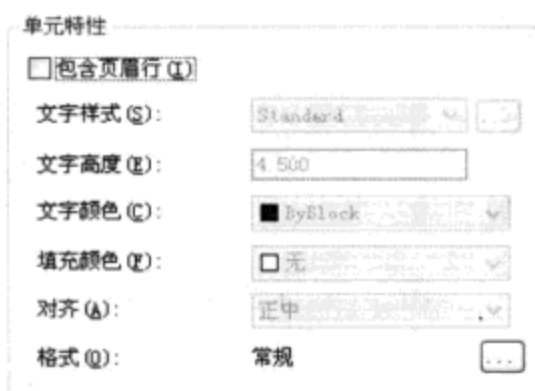 单元特性
包含页眉行(I)
文字样式(S): Standard ...
文字高度(E): 4.500
文字颜色(C): ByBlock
填充颜色(F): 无
对齐(A): 正中
格式(O): 常规 ...